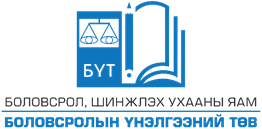 БҮТ
БОЛОВСРОЛ, ШИНЖЛЭХ УХААНЫ ЯАМ
БОЛОВСРОЛЫН ҮНЭЛГЭЭНИЙ ТӨВ